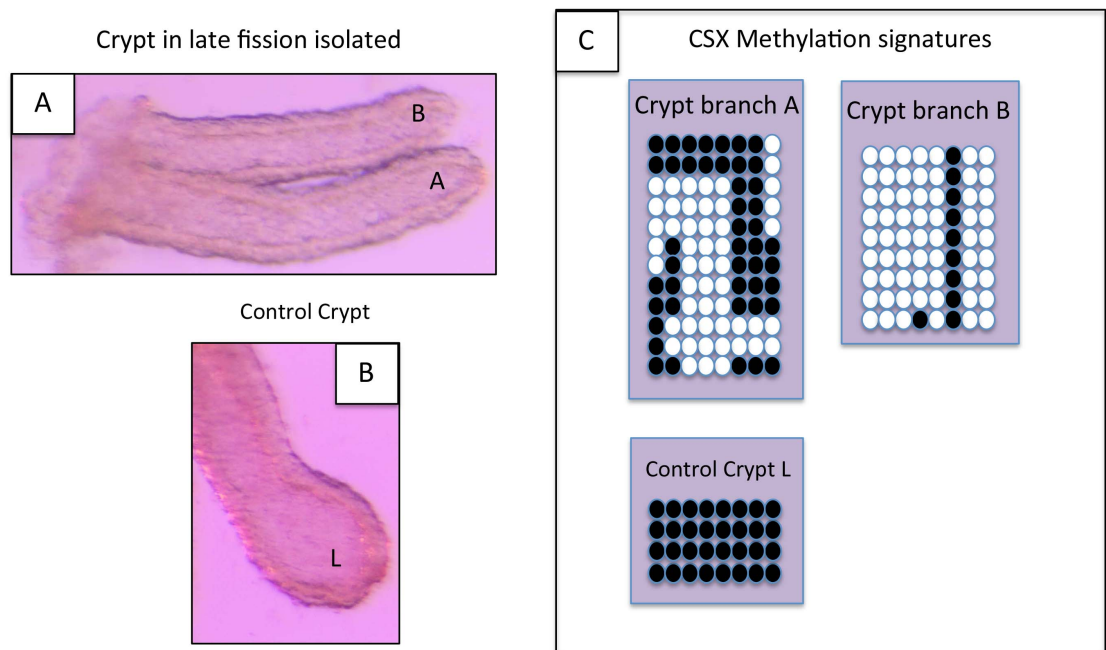 Crypt in late fission isolated
A
B
A
Control Crypt
B
L
C
CSX Methylation signatures
Crypt branch A
Crypt branch B
Control Crypt L